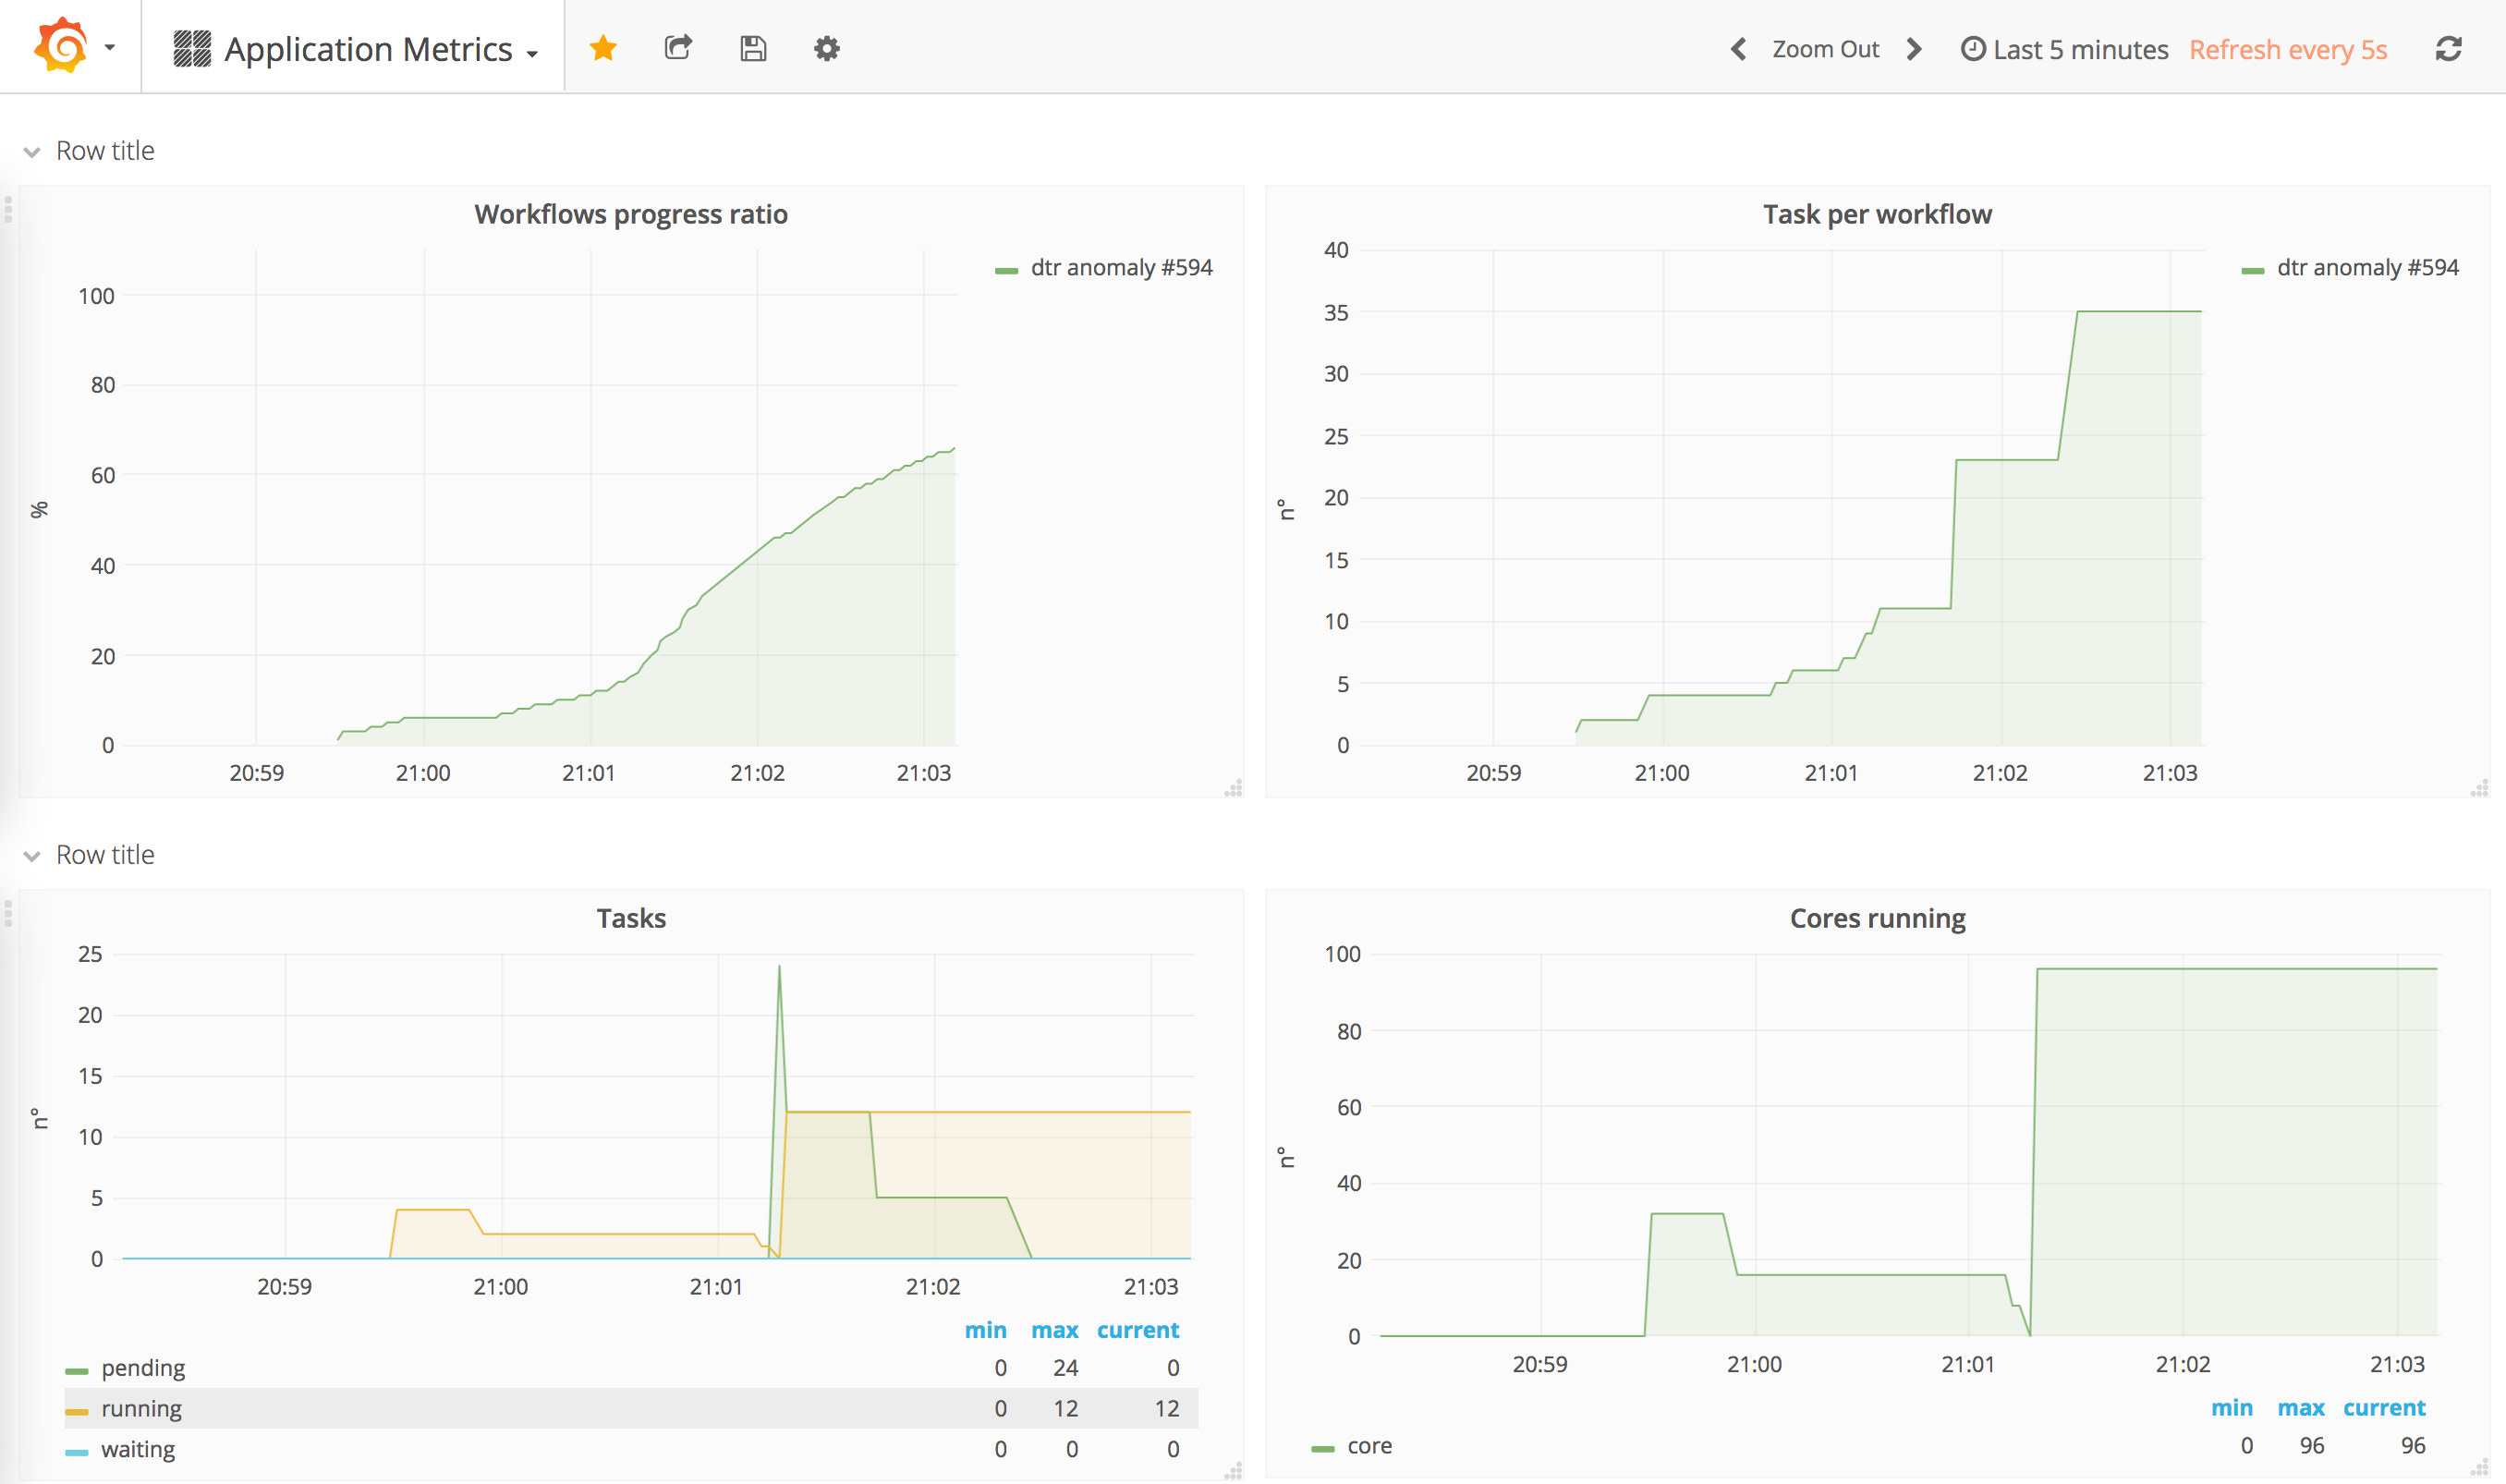 Application Metrics
Zoom Out
Last 5 minutes
Refresh every 5s
Row title
Workflows progress ratio
dtr anomaly #594
100
80
60
40
20
0
%
20:59 21:00 21:01 21:02 21:03
Task per workflow
dtr anomaly #594
40
35
30
25
20
15
10
5
0
n°
20:59 21:00 21:01 21:02 21:03
Row title
Tasks
25
20
15
10
5
0
n°
20:59 21:00 21:01 21:02 21:03
min max current
pending 0 24 0
running 0 12 12
waiting 0 0 0
Cores running
100
80
60
40
20
0
n°
20:59 21:00 21:01 21:02 21:03
min max current
core 0 96 96